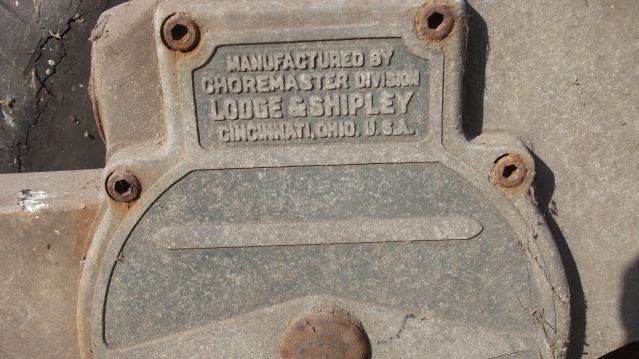 MANUFACTURED BY
CHOREMASTER DIVISION
LODGE & SHIPLEY
CINCINNATI, OHIO, U.S.A.